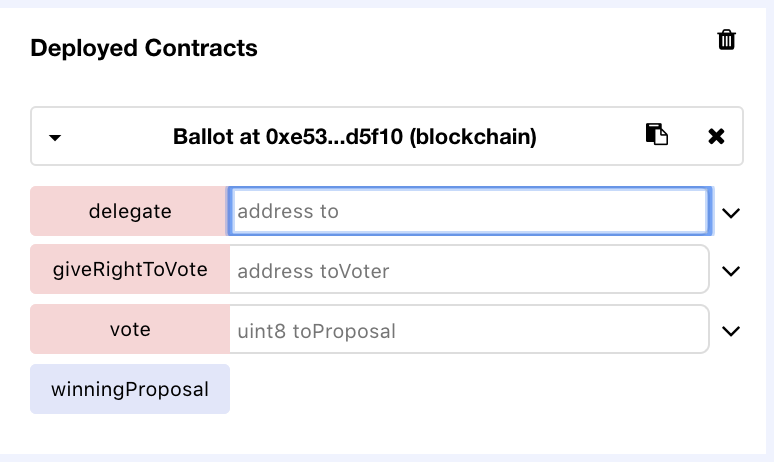 Deployed Contracts
Ballot at 0xe53...d5f10 (blockchain)
delegate address to
giveRightToVote address toVoter
vote uint8 toProposal
winningProposal